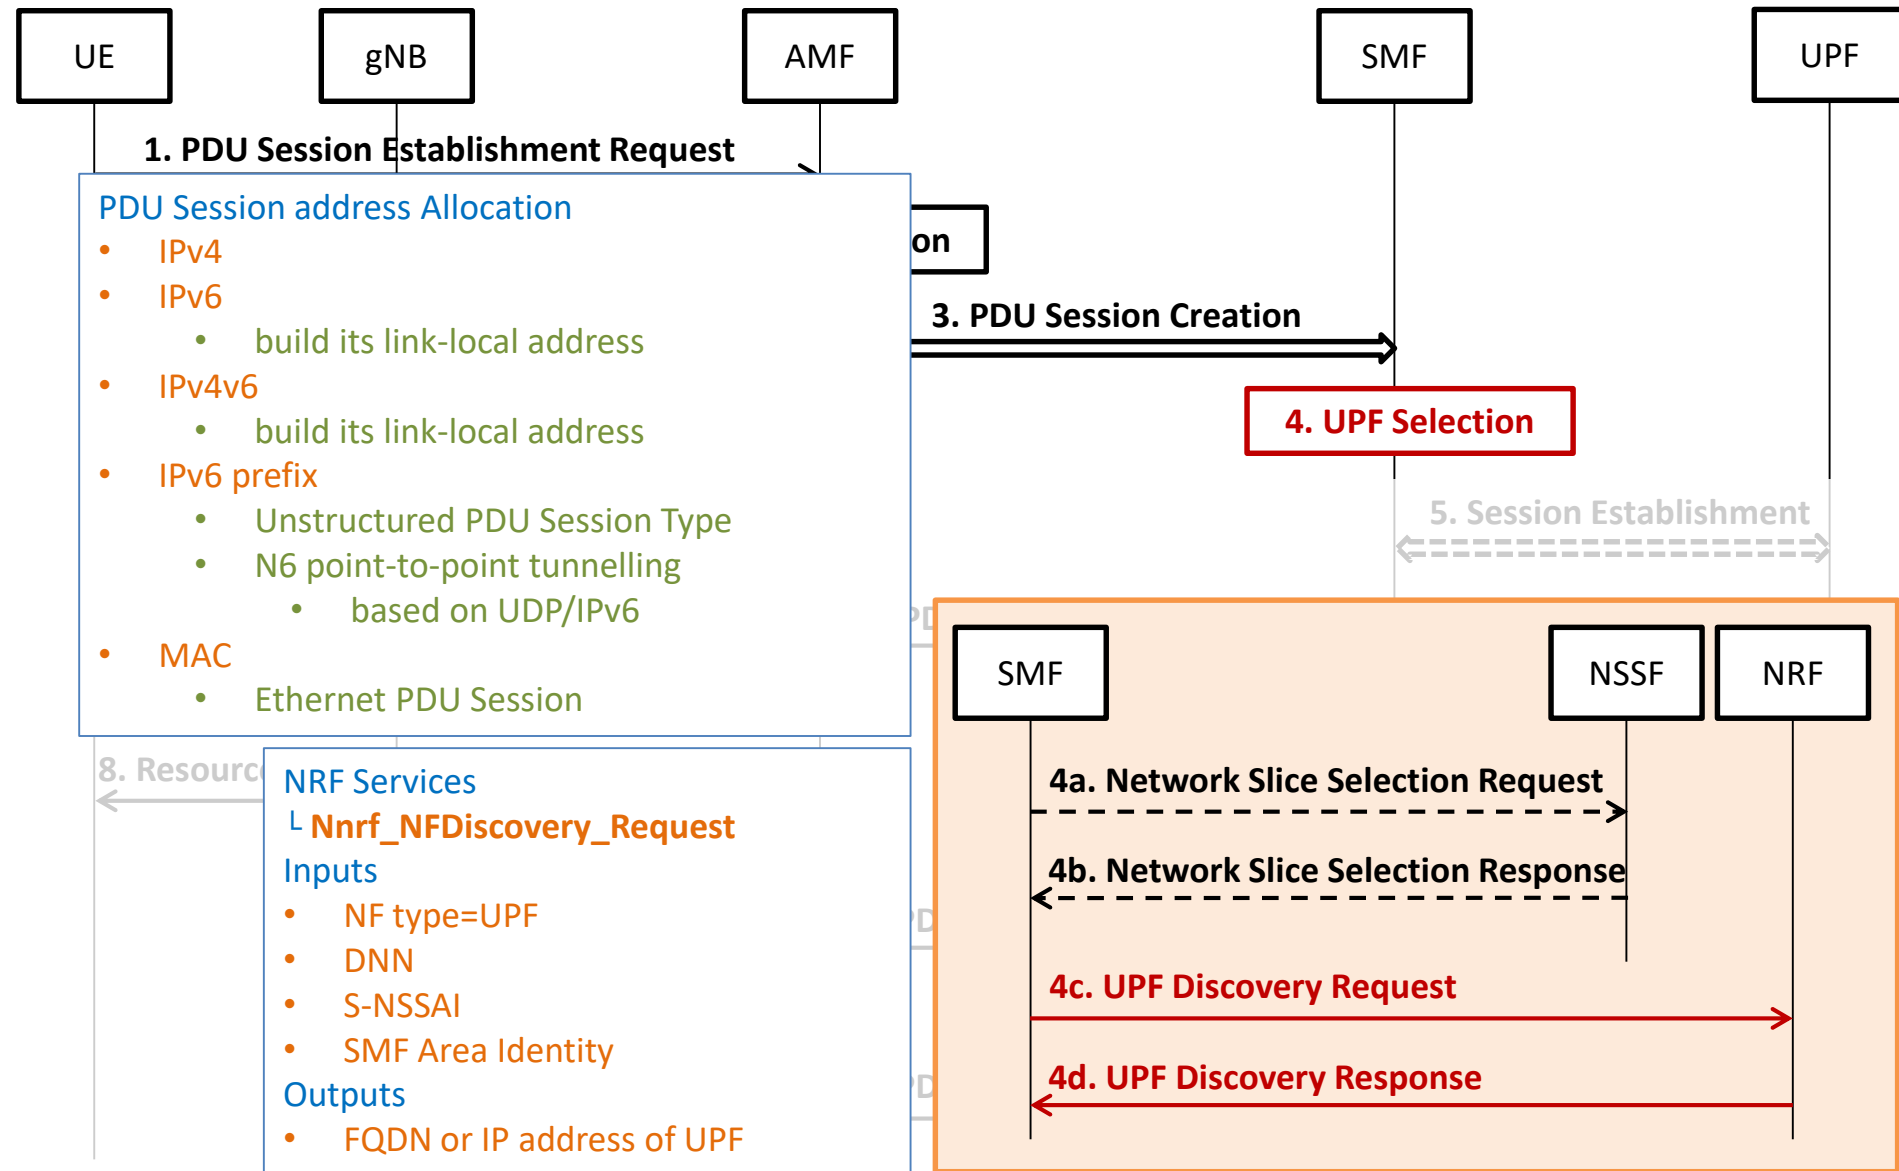 UE
gNB
AMF
SMF
UPF
1. PDU Session Establishment Request
PDU Session address Allocation
• IPv4
• IPv6
• build its link-local address
• IPv4v6
• build its link-local address
• IPv6 prefix
• Unstructured PDU Session Type
• N6 point-to-point tunnelling
• based on UDP/IPv6
• MAC
• Ethernet PDU Session
on
3. PDU Session Creation
4. UPF Selection
5. Session Establishment
8. Resourc
NRF Services
└ Nnrf_NFDiscovery_Request
Inputs
• NF type=UPF
• DNN
• S-NSSAI
• SMF Area Identity
Outputs
• FQDN or IP address of UPF
SMF
NSSF
NRF
4a. Network Slice Selection Request
4b. Network Slice Selection Response
4c. UPF Discovery Request
4d. UPF Discovery Response